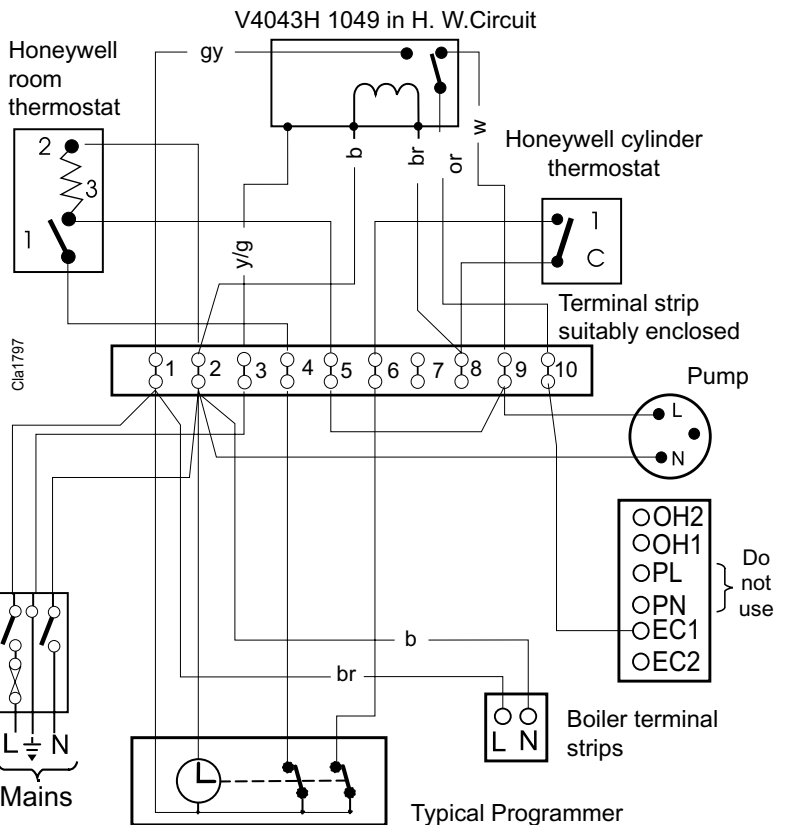 V4043H 1049 in H. W.Circuit
Honeywell
room
thermostat
gy
w
b
br
or
y/g
2
3
1
Honeywell cylinder
thermostat
1
C
Terminal strip
suitably enclosed
Cla1797
1 2 3 4 5 6 7 8 9 10
Pump
L
N
OH2
OH1
PL
PN
EC1
EC2
Do
not
use
b
br
L N
Boiler terminal
strips
L N
Mains
Typical Programmer